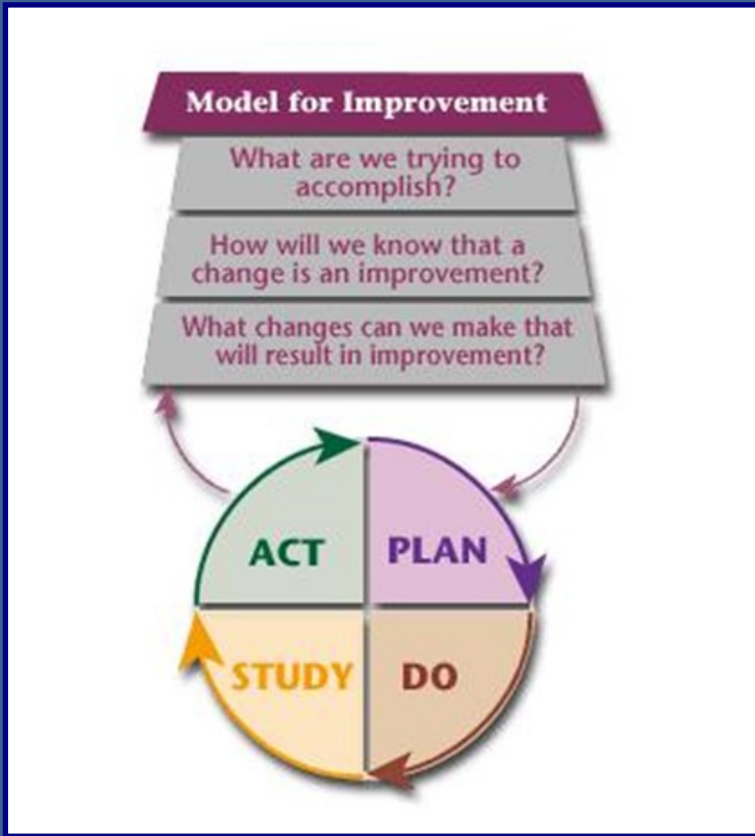 Model for Improvement
What are we trying to
accomplish?
How will we know that a
change is an improvement?
What changes can we make that
will result in improvement?
ACT
PLAN
STUDY
DO